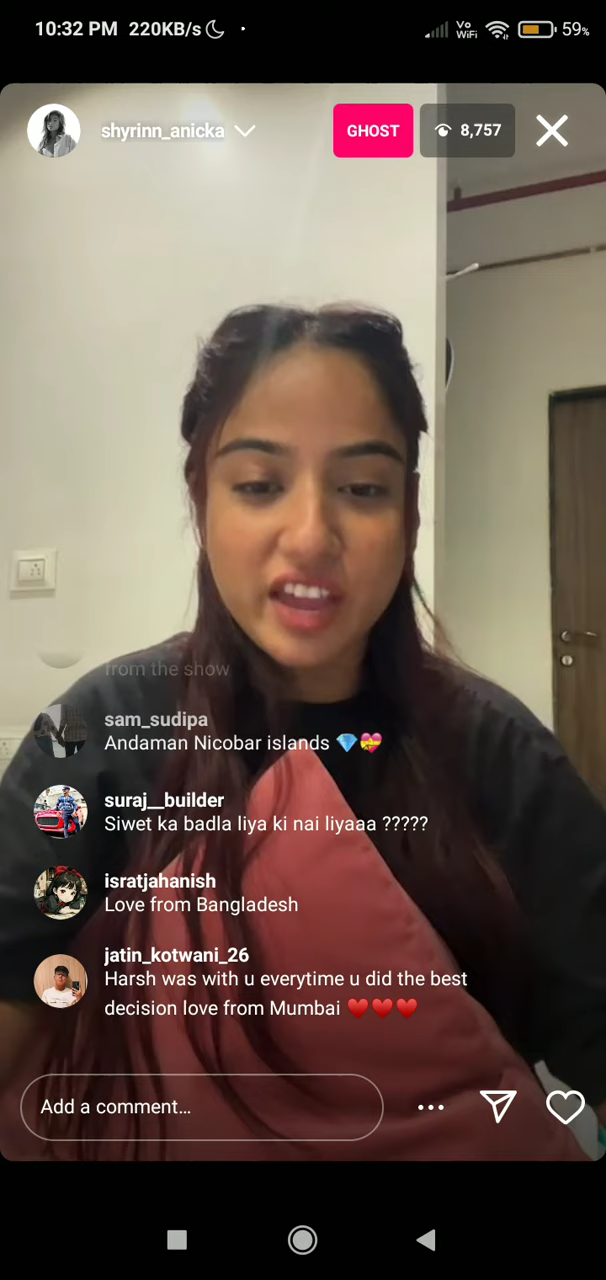 10:32 PM 220KB/s
Vo
WiFi
59%
shyrinn_anicka
GHOST
8,757
from the show
sam_sudipa
Andaman Nicobar islands 💎💝
suraj__builder
Siwet ka badla liya ki nai liyaaa ?????
isratjahanish
Love from Bangladesh
jatin_kotwani_26
Harsh was with u everytime u did the best
decision love from Mumbai ♥️♥️♥️
Add a comment...